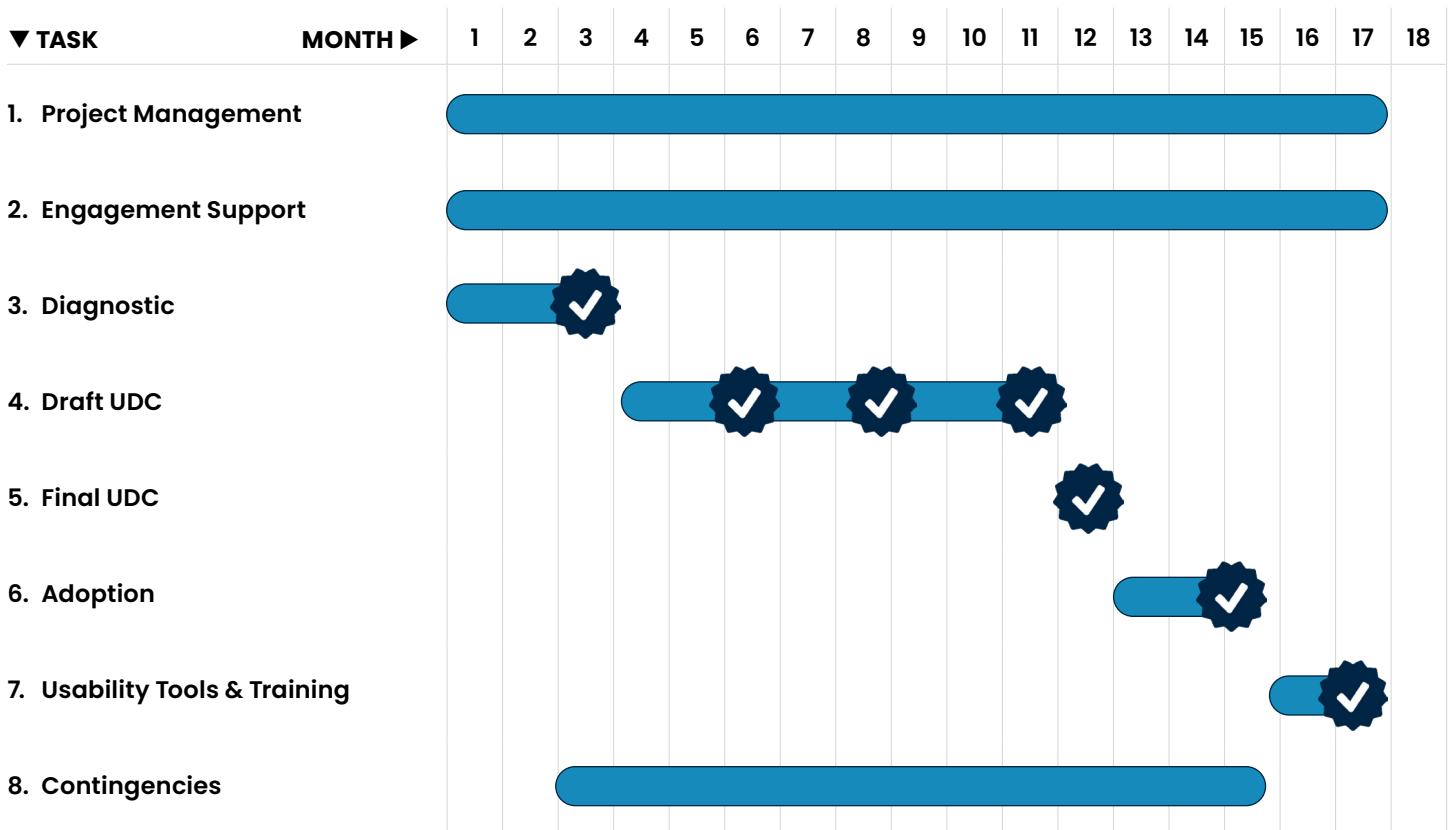 ▼ TASK MONTH ▶ 1 2 3 4 5 6 7 8 9 10 11 12 13 14 15 16 17 18
1. Project Management
2. Engagement Support
3. Diagnostic
4. Draft UDC
5. Final UDC
6. Adoption
7. Usability Tools & Training
8. Contingencies